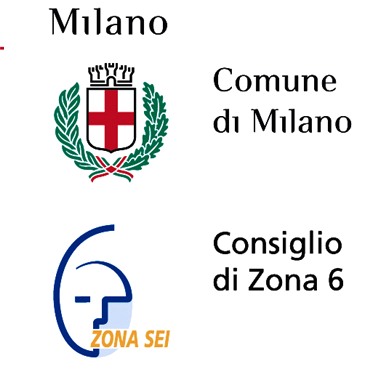 Milano
Comune
di Milano
Consiglio
di Zona 6
ZONA SEI